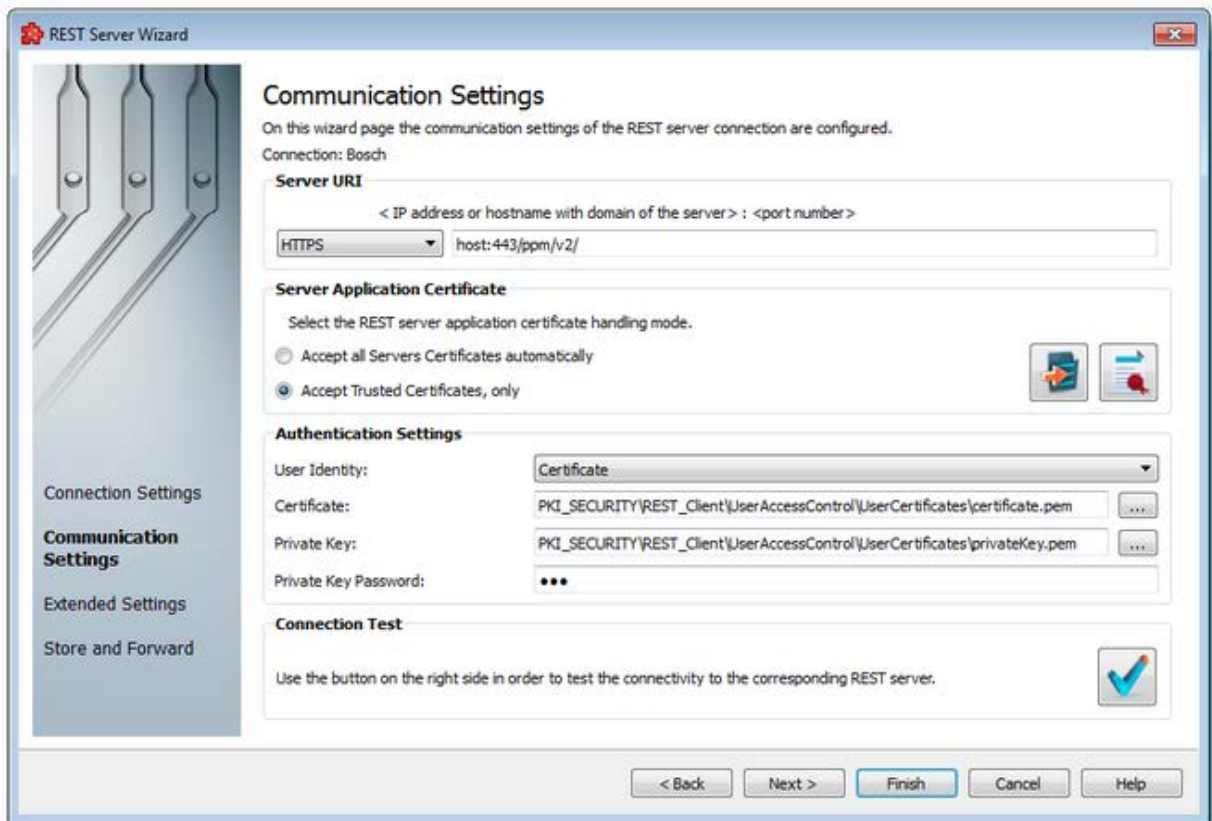 REST Server Wizard
Communication Settings
On this wizard page the communication settings of the REST server connection are configured.
Connection: Bosch
Server URI
< IP address or hostname with domain of the server> : <port number>
HTTPS host:443/ppm/v2/
Server Application Certificate
Select the REST server application certificate handling mode.
Accept all Servers Certificates automatically
Accept Trusted Certificates, only
Authentication Settings
User Identity: Certificate
Certificate: PKI_SECURITY\REST_Client\UserAccessControl\UserCertificates\certificate.pem ...
Private Key: PKI_SECURITY\REST_Client\UserAccessControl\UserCertificates\privateKey.pem ...
Private Key Password: •••
Connection Test
Use the button on the right side in order to test the connectivity to the corresponding REST server.
Connection Settings
Communication
Settings
Extended Settings
Store and Forward
< Back Next > Finish Cancel Help